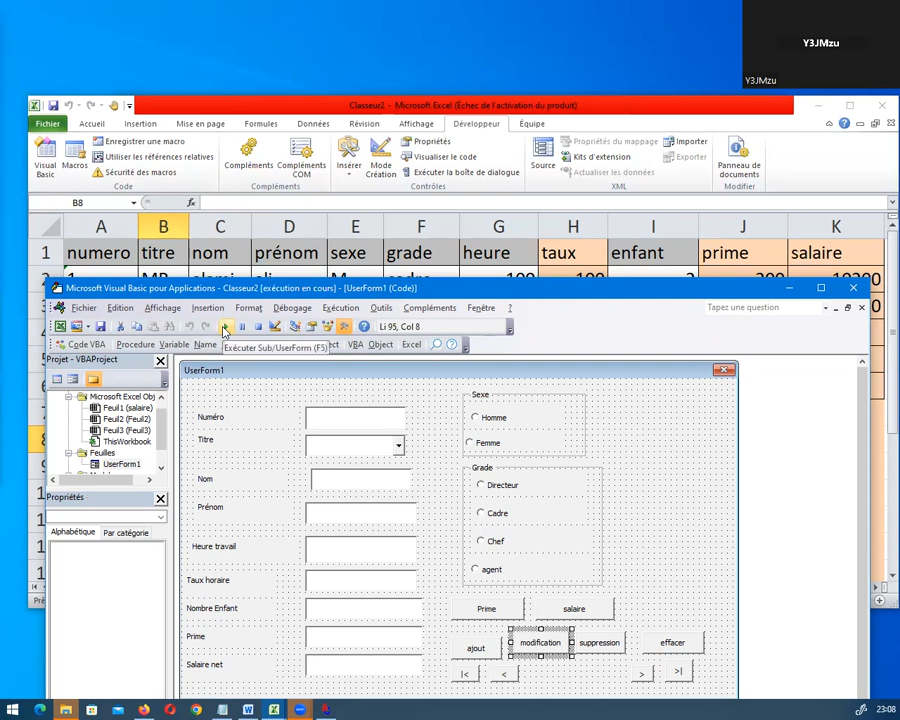 Y3JMzu
Y3JMzu
Classeur2 - Microsoft Excel (Échec de l'activation du produit)
Fichier Accueil Insertion Mise en page Formules Données Révision Affichage Développeur Équipe
Enregistrer une macro
Utiliser les références relatives
Sécurité des macros
Visual Basic
Macros
Code
Compléments
Compléments COM
Compléments
Insérer
Mode Création
Propriétés
Visualiser le code
Exécuter la boîte de dialogue
Contrôles
Source
Propriétés du mappage
Kits d'extension
Actualiser les données
Importer
Exporter
XML
Panneau de documents
Modifier
B8
fx
A B C D E F G H I J K
1 numero titre nom prénom sexe grade heure taux enfant prime salaire
Microsoft Visual Basic pour Applications - Classeur2 [exécution en cours] - [UserForm1 (Code)]
Fichier Edition Affichage Insertion Format Débogage Exécution Outils Compléments Fenêtre ?
Tapez une question
Li 95, Col 8
Code VBA Procedure Variable Name
Exécuter Sub/UserForm (F5)
VBA Object Excel
Projet - VBAProject
Microsoft Excel Obj
Feuil1 (salaire)
Feuil2 (Feuil2)
Feuil3 (Feuil3)
ThisWorkbook
Feuilles
UserForm1
Propriétés
Alphabétique Par catégorie
UserForm1
Numéro
Titre
Nom
Prénom
Heure travail
Taux horaire
Nombre Enfant
Prime
Salaire net
Sexe
Homme
Femme
Grade
Directeur
Cadre
Chef
agent
Prime salaire
ajout modification suppression effacer
|< < > >|
23:08